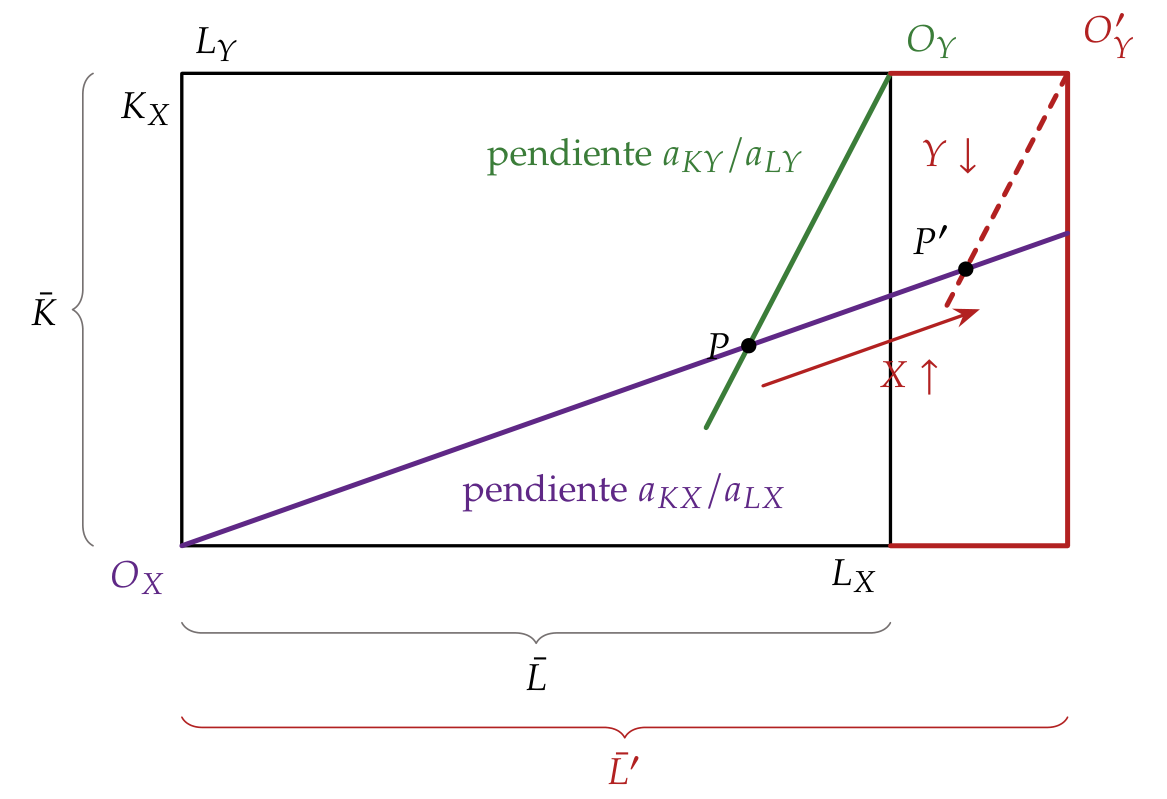 L_Y
O_Y
O'_Y
K_X
pendiente a_{KY}/a_{LY}
Y ↓
P'
K̄
P
X ↑
pendiente a_{KX}/a_{LX}
O_X
L_X
L̄
L̄'